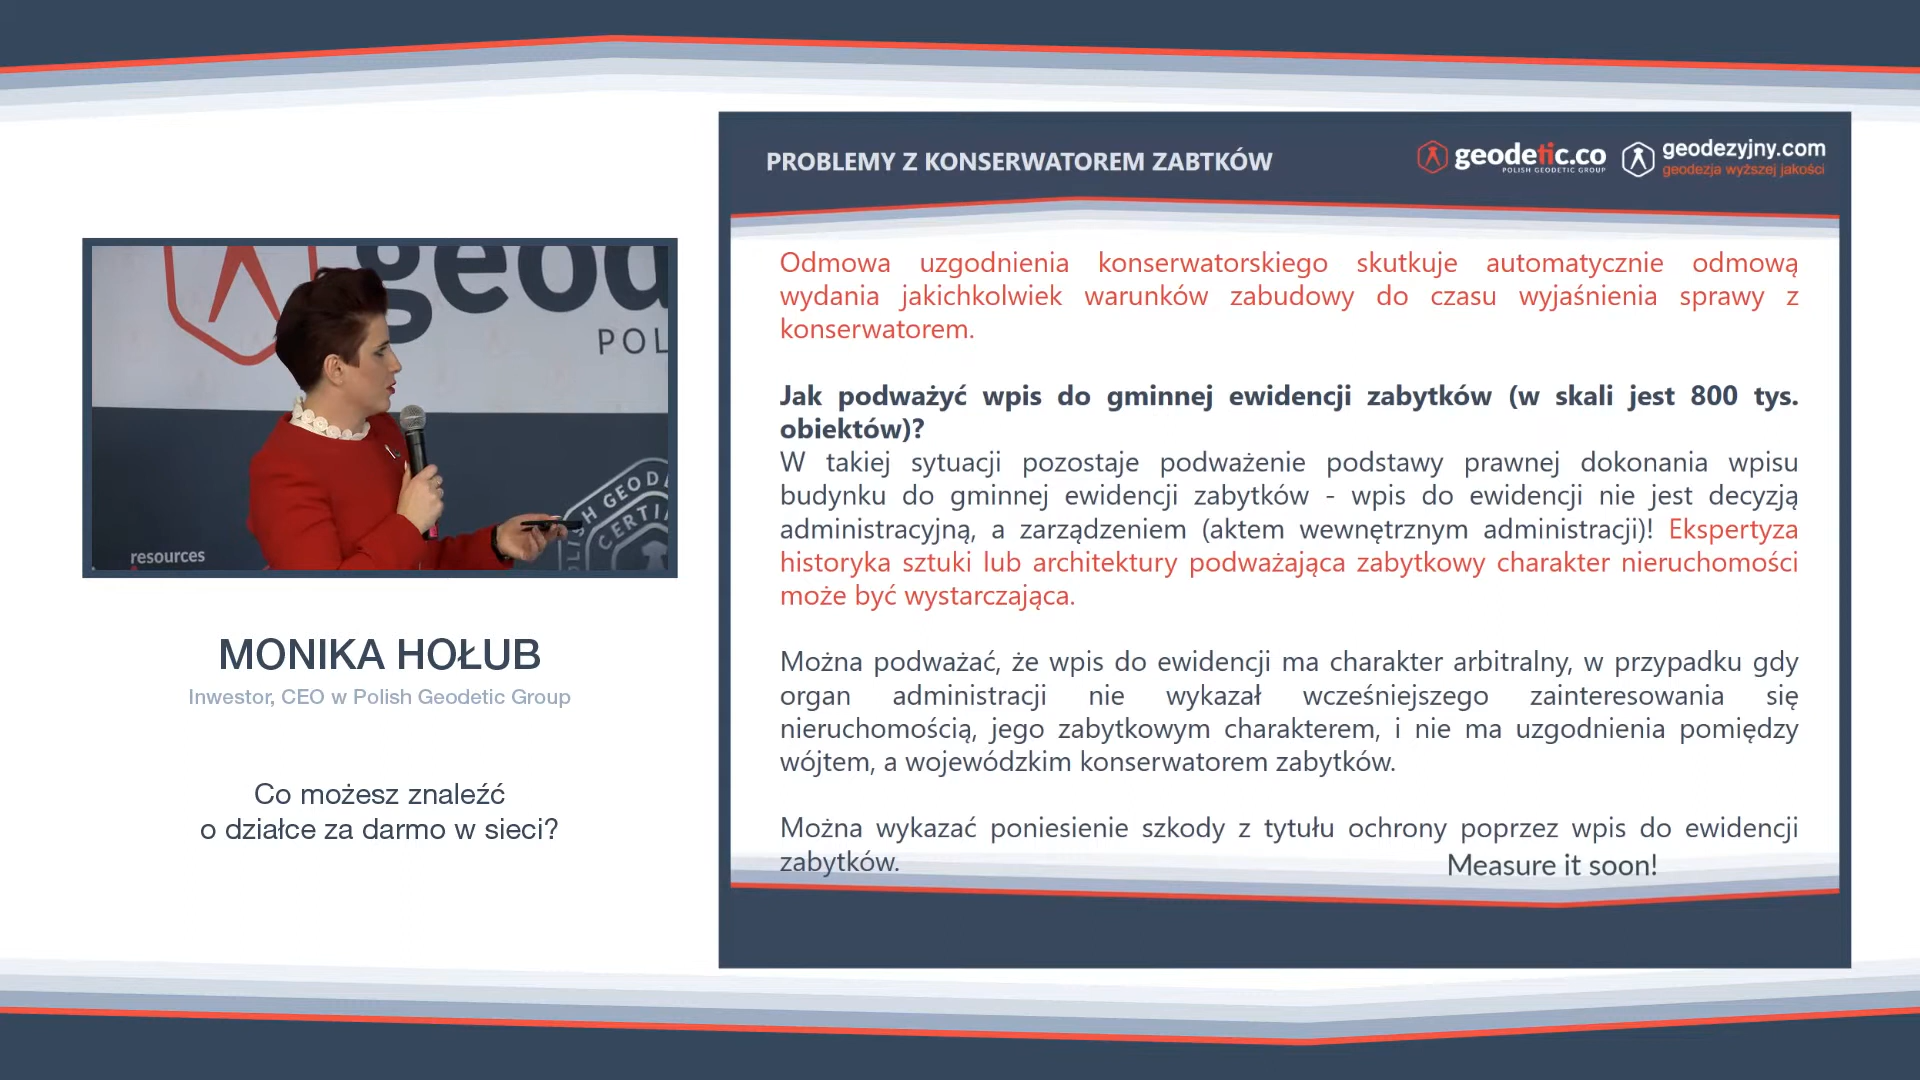 PROBLEMY Z KONSERWATOREM ZABTKÓW
geodetic.co
POLISH GEODETIC GROUP
geodezyjny.com
geodezja wyższej jakości
Odmowa uzgodnienia konserwatorskiego skutkuje automatycznie odmową
wydania jakichkolwiek warunków zabudowy do czasu wyjaśnienia sprawy z
konserwatorem.
Jak podważyć wpis do gminnej ewidencji zabytków (w skali jest 800 tys.
obiektów)?
W takiej sytuacji pozostaje podważenie podstawy prawnej dokonania wpisu
budynku do gminnej ewidencji zabytków - wpis do ewidencji nie jest decyzją
administracyjną, a zarządzeniem (aktem wewnętrznym administracji)! Ekspertyza
historyka sztuki lub architektury podważająca zabytkowy charakter nieruchomości
może być wystarczająca.
Można podważać, że wpis do ewidencji ma charakter arbitralny, w przypadku gdy
organ administracji nie wykazał wcześniejszego zainteresowania się
nieruchomością, jego zabytkowym charakterem, i nie ma uzgodnienia pomiędzy
wójtem, a wojewódzkim konserwatorem zabytków.
Można wykazać poniesienie szkody z tytułu ochrony poprzez wpis do ewidencji
zabytków.
Measure it soon!
geod
POL
LISH GEODE
CERTI
resources
MONIKA HOŁUB
Inwestor, CEO w Polish Geodetic Group
Co możesz znaleźć
o działce za darmo w sieci?